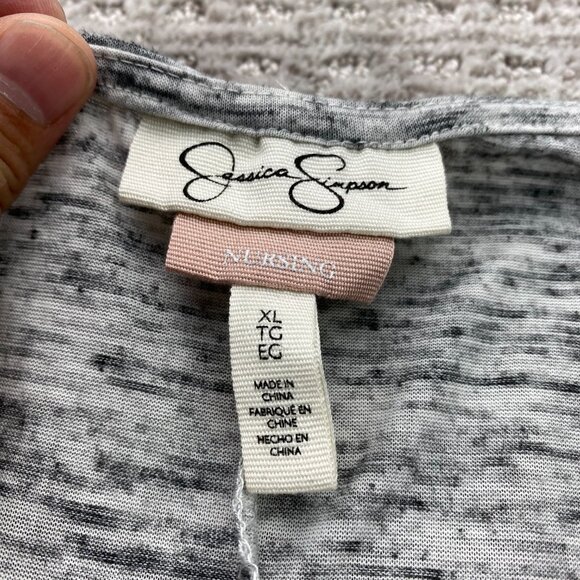 Jessica Simpson
NURSING
XL
TG
EG
MADE IN
CHINA
FABRIQUÉ EN
CHINE
HECHO EN
CHINA